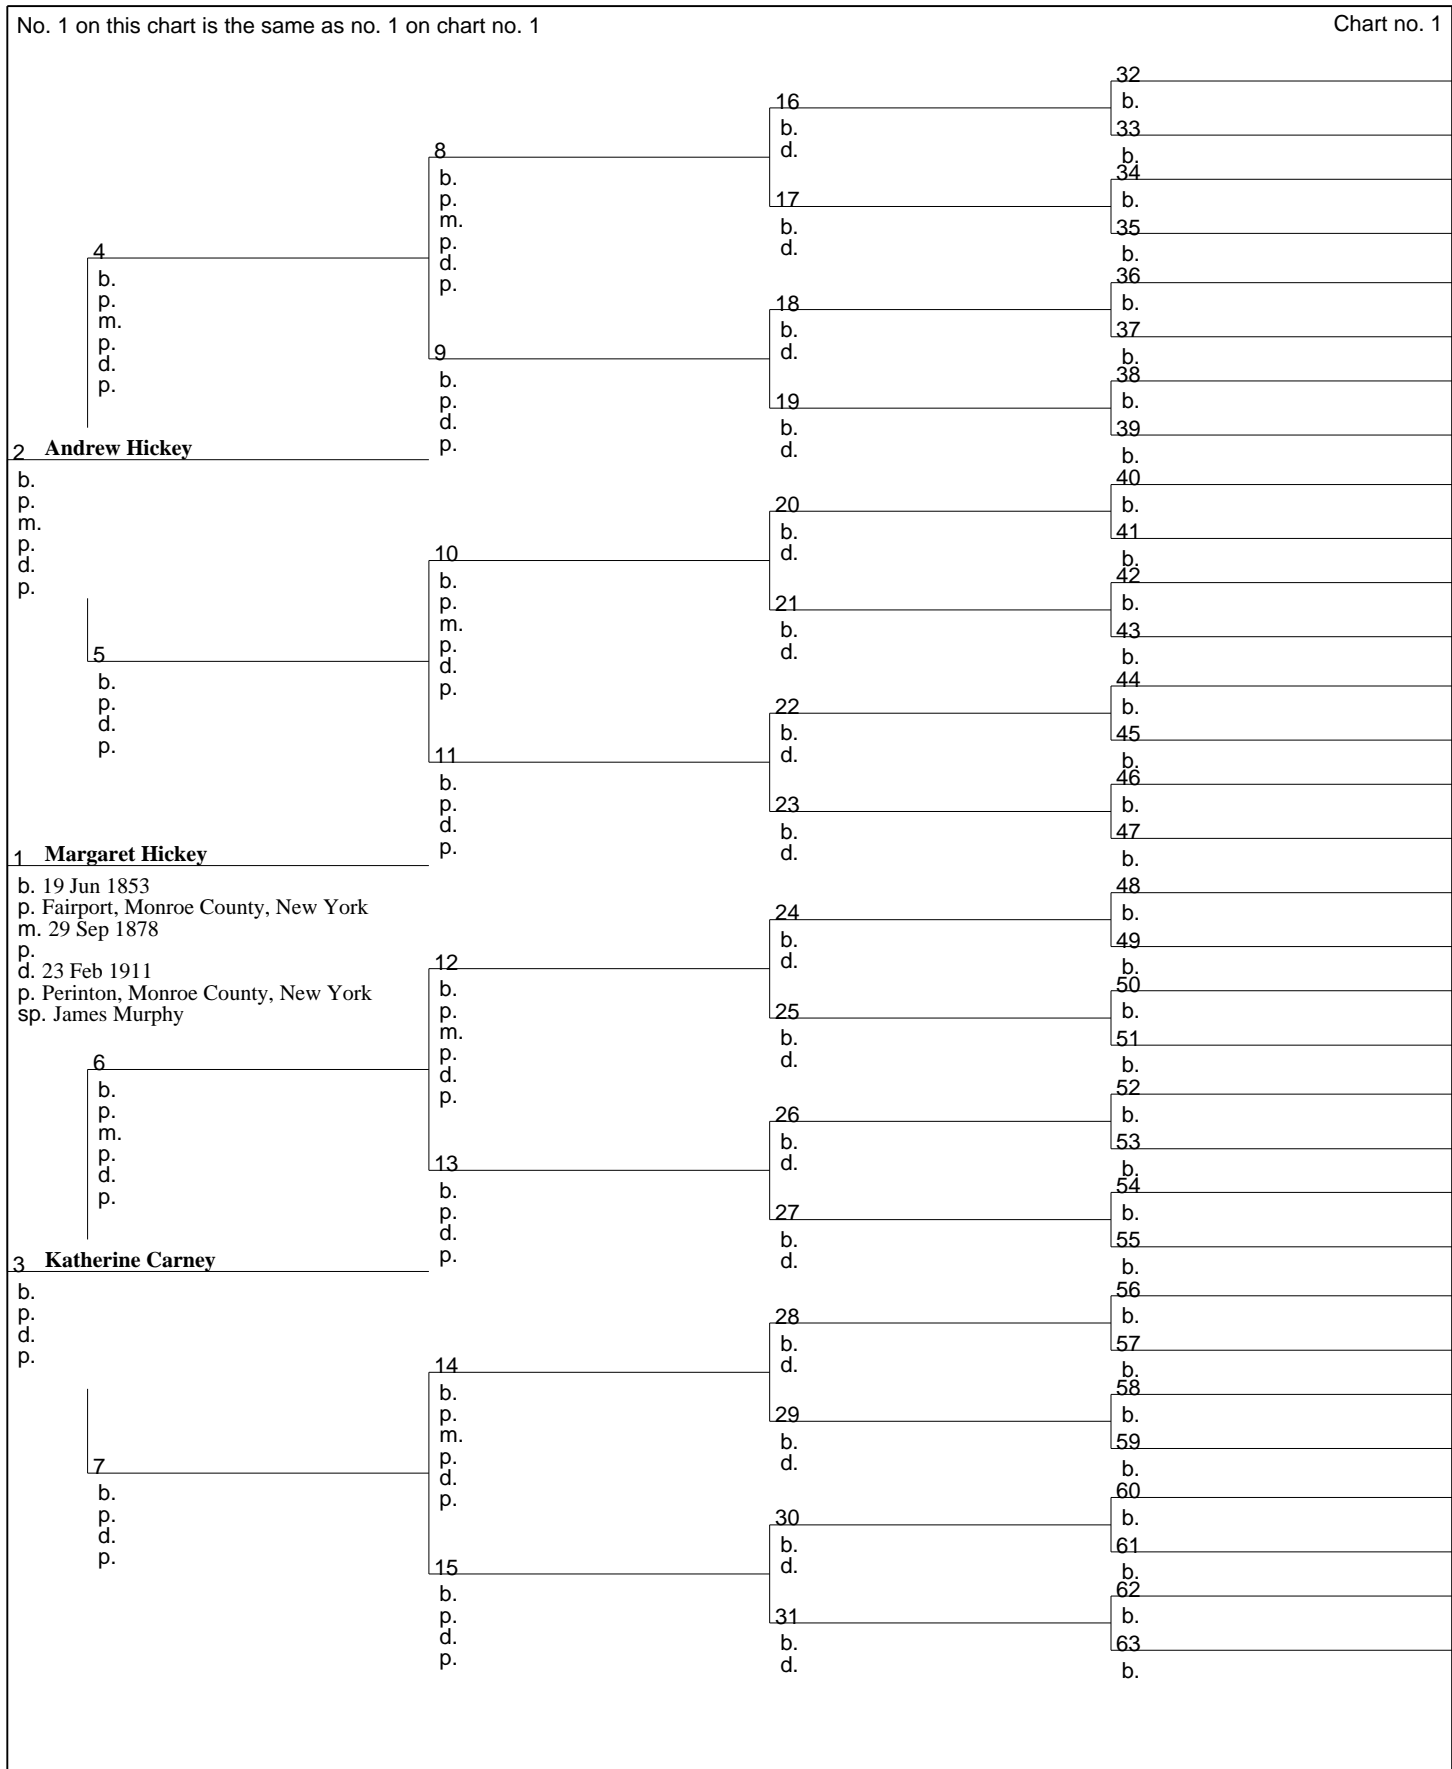 No. 1 on this chart is the same as no. 1 on chart no. 1
Chart no. 1
2 Andrew Hickey
b.
p.
m.
p.
d.
p.
1 Margaret Hickey
b. 19 Jun 1853
p. Fairport, Monroe County, New York
m. 29 Sep 1878
p.
d. 23 Feb 1911
p. Perinton, Monroe County, New York
sp. James Murphy
3 Katherine Carney
b.
p.
d.
p.
4
b.
p.
m.
p.
d.
p.
5
b.
p.
d.
p.
6
b.
p.
m.
p.
d.
p.
7
b.
p.
d.
p.
8
b.
p.
m.
p.
d.
p.
9
b.
p.
d.
p.
10
b.
p.
m.
p.
d.
p.
11
b.
p.
d.
p.
12
b.
p.
m.
p.
d.
p.
13
b.
p.
d.
p.
14
b.
p.
m.
p.
d.
p.
15
b.
p.
d.
p.
16
b.
d.
17
b.
d.
18
b.
d.
19
b.
d.
20
b.
d.
21
b.
d.
22
b.
d.
23
b.
d.
24
b.
d.
25
b.
d.
26
b.
d.
27
b.
d.
28
b.
d.
29
b.
d.
30
b.
d.
31
b.
d.
32
b.
33
b.
34
b.
35
b.
36
b.
37
b.
38
b.
39
b.
40
b.
41
b.
42
b.
43
b.
44
b.
45
b.
46
b.
47
b.
48
b.
49
b.
50
b.
51
b.
52
b.
53
b.
54
b.
55
b.
56
b.
57
b.
58
b.
59
b.
60
b.
61
b.
62
b.
63
b.